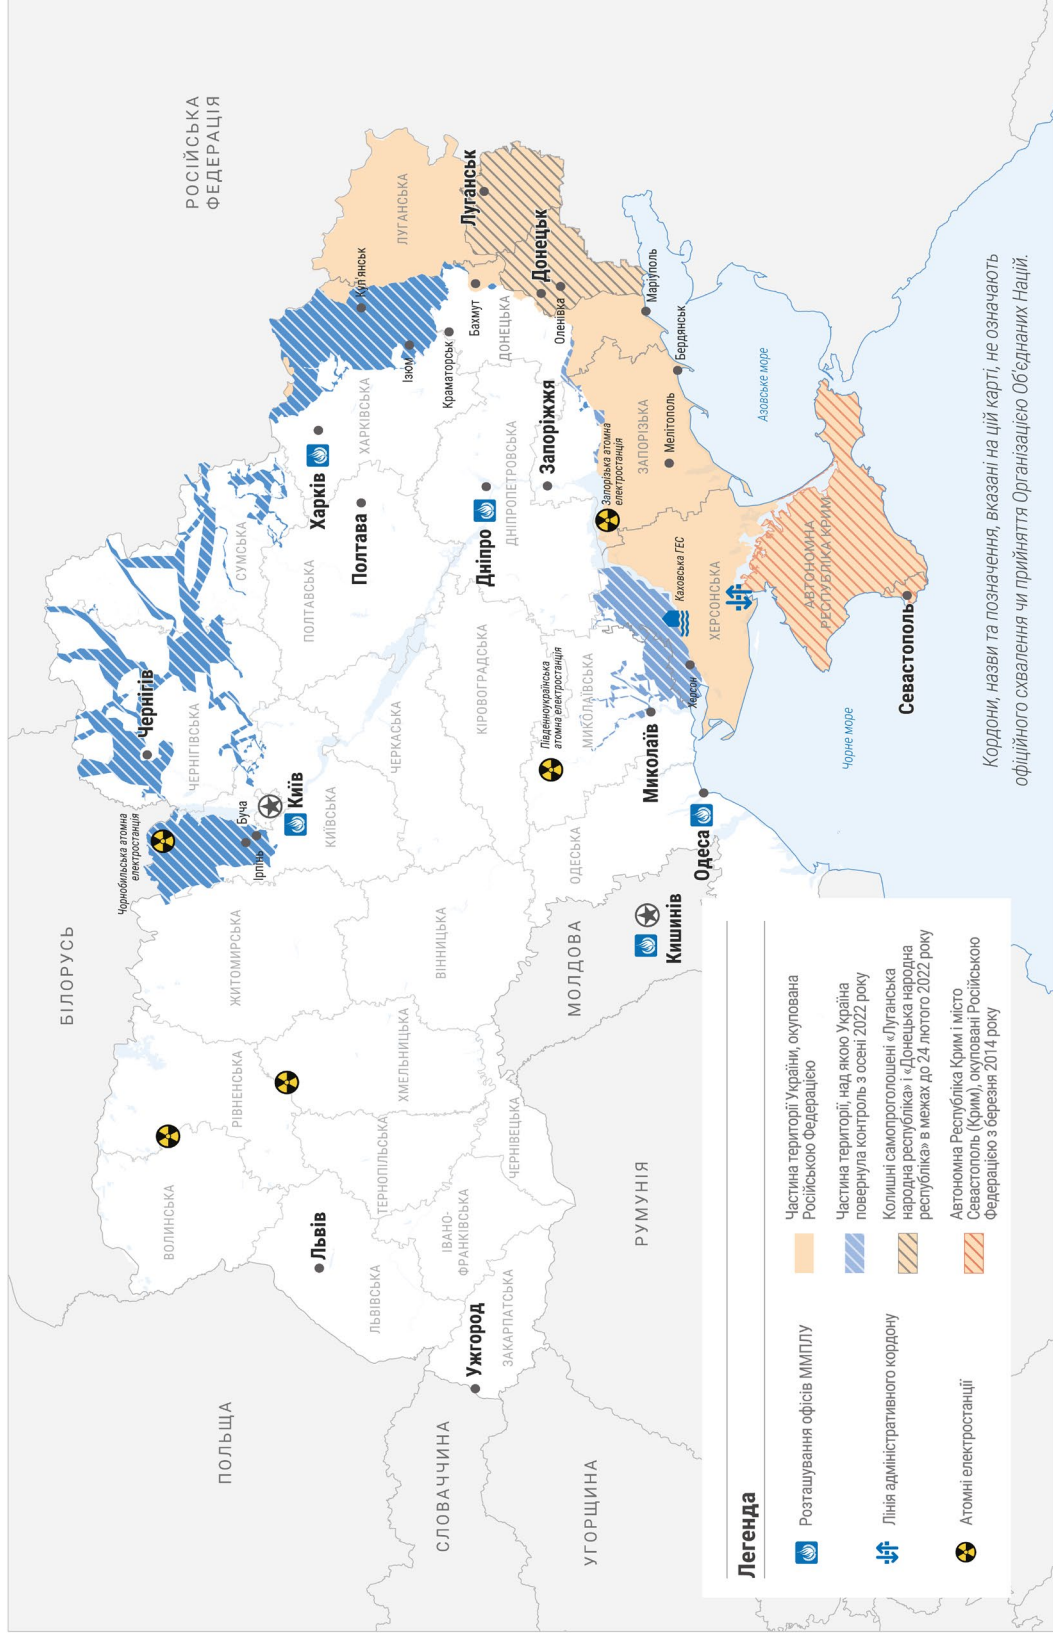 РОСІЙСЬКА
ФЕДЕРАЦІЯ
БІЛОРУСЬ
ПОЛЬЩА
СЛОВАЧЧИНА
УГОРЩИНА
РУМУНІЯ
МОЛДОВА
Чорнобильська атомна
електростанція
Чернігів
ЧЕРНІГІВСЬКА
СУМСЬКА
Буча
Ірпінь
Київ
КИЇВСЬКА
ВОЛИНСЬКА
РІВНЕНСЬКА
ЖИТОМИРСЬКА
Львів
ЛЬВІВСЬКА
ТЕРНОПІЛЬСЬКА
ХМЕЛЬНИЦЬКА
ВІННИЦЬКА
ІВАНО-
ФРАНКІВСЬКА
Ужгород
ЗАКАРПАТСЬКА
ЧЕРНІВЕЦЬКА
ЧЕРКАСЬКА
ПОЛТАВСЬКА
Полтава
Харків
ХАРКІВСЬКА
Куп'янськ
Ізюм
ЛУГАНСЬКА
Луганськ
Краматорськ
Бахмут
ДОНЕЦЬКА
Донецьк
Оленівка
Маріуполь
Бердянськ
КІРОВОГРАДСЬКА
Дніпро
ДНІПРОПЕТРОВСЬКА
Запоріжжя
Запорізька атомна
електростанція
ЗАПОРІЗЬКА
Мелітополь
Південноукраїнська
атомна електростанція
МИКОЛАЇВСЬКА
Миколаїв
ОДЕСЬКА
Одеса
Кишинів
Каховська ГЕС
Херсон
ХЕРСОНСЬКА
АВТОНОМНА
РЕСПУБЛІКА КРИМ
Севастополь
Азовське море
Чорне море
Легенда
Розташування офісів ММПЛУ
Лінія адміністративного кордону
Атомні електростанції
Частина території України, окупована
Російською Федерацією
Частина території, над якою Україна
повернула контроль з осені 2022 року
Колишні самопроголошені «Луганська
народна республіка» і «Донецька народна
республіка» в межах до 24 лютого 2022 року
Автономна Республіка Крим і місто
Севастополь (Крим), окуповані Російською
Федерацією з березня 2014 року
Кордони, назви та позначення, вказані на цій карті, не означають
офіційного схвалення чи прийняття Організацією Об'єднаних Націй.